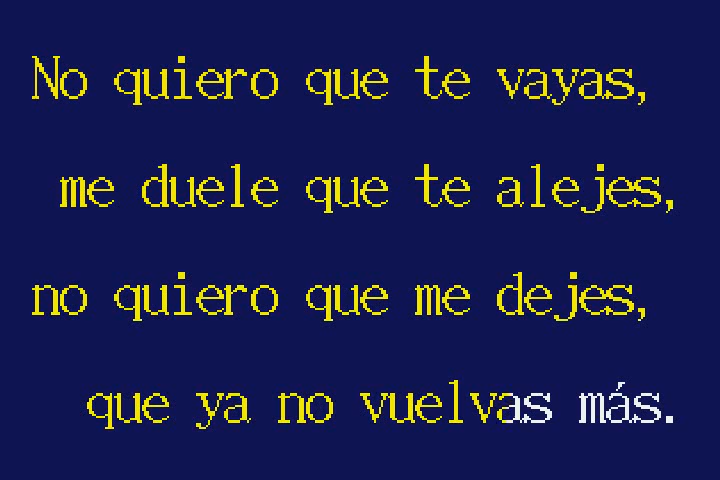 No quiero que te vayas,
me duele que te alejes,
no quiero que me dejes,
que ya no vuelvas más.